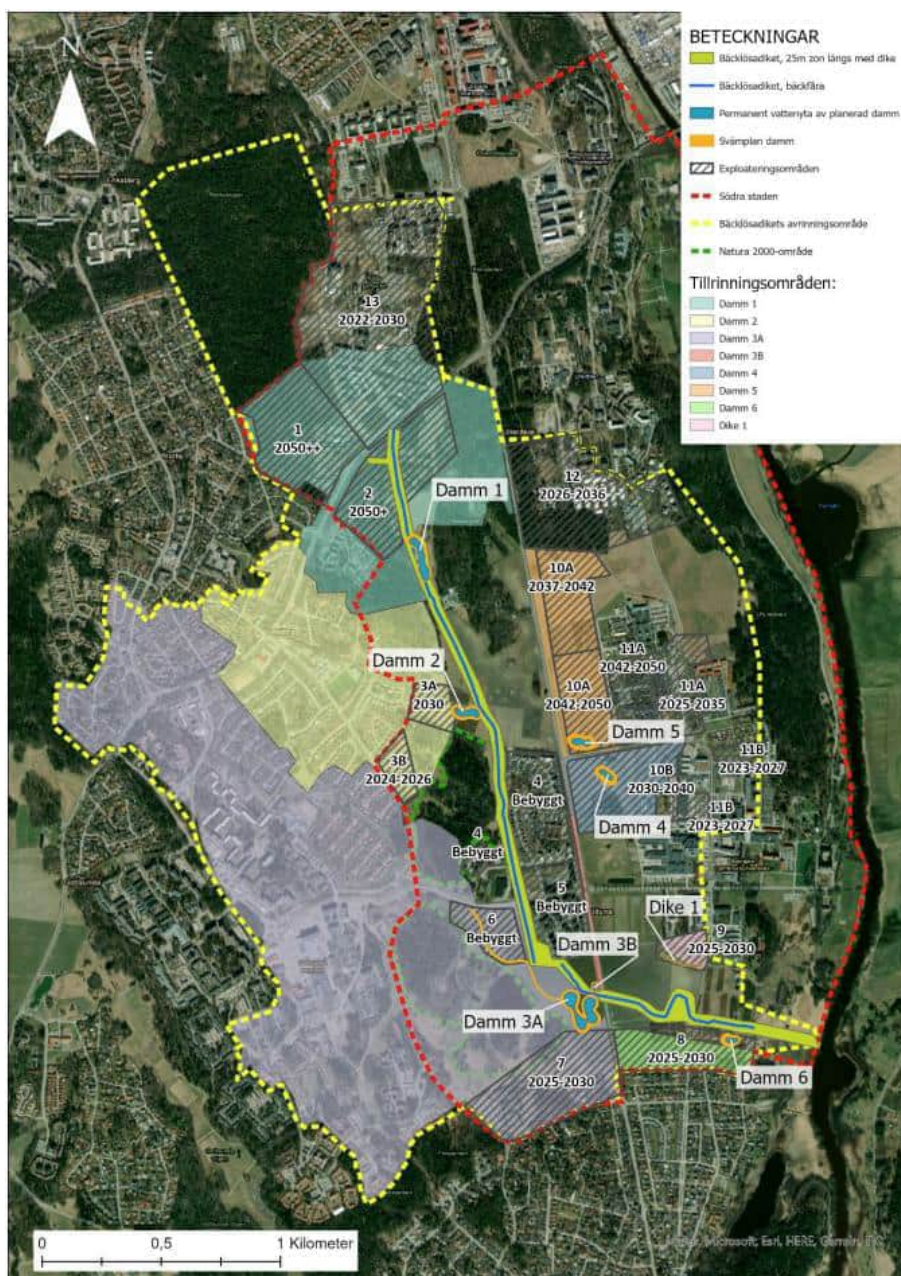 BETECKNINGAR
Bäcklösadiket, 25m zon längs med dike
Bäcklösadiket, bäckfåra
Permanent vattenyta av planerad damm
Svämplan damm
Exploateringsområden
Södra staden
Bäcklösadikets avrinningsområde
Natura 2000-område
Tillrinningsområden:
Damm 1
Damm 2
Damm 3A
Damm 3B
Damm 4
Damm 5
Damm 6
Dike 1
N
13
2022-2030
1
2050++
2
2050+
Damm 1
12
2026-2036
10A
2037-2042
11A
2042-2050
Damm 2
3A
2030
10A
2042-2050
11A
2025-2035
Damm 5
3B
2024-2026
4
Bebyggt
10B
2030-2040
11B
2023-2027
Damm 4
11B
2023-2027
4
Bebyggt
5
Bebyggt
Dike 1
6
Bebyggt
Damm 3B
9
2025-2030
Damm 3A
7
2025-2030
8
2025-2030
Damm 6
0 0,5 1 Kilometer
Microsoft, Esri, HERE, Garmin,